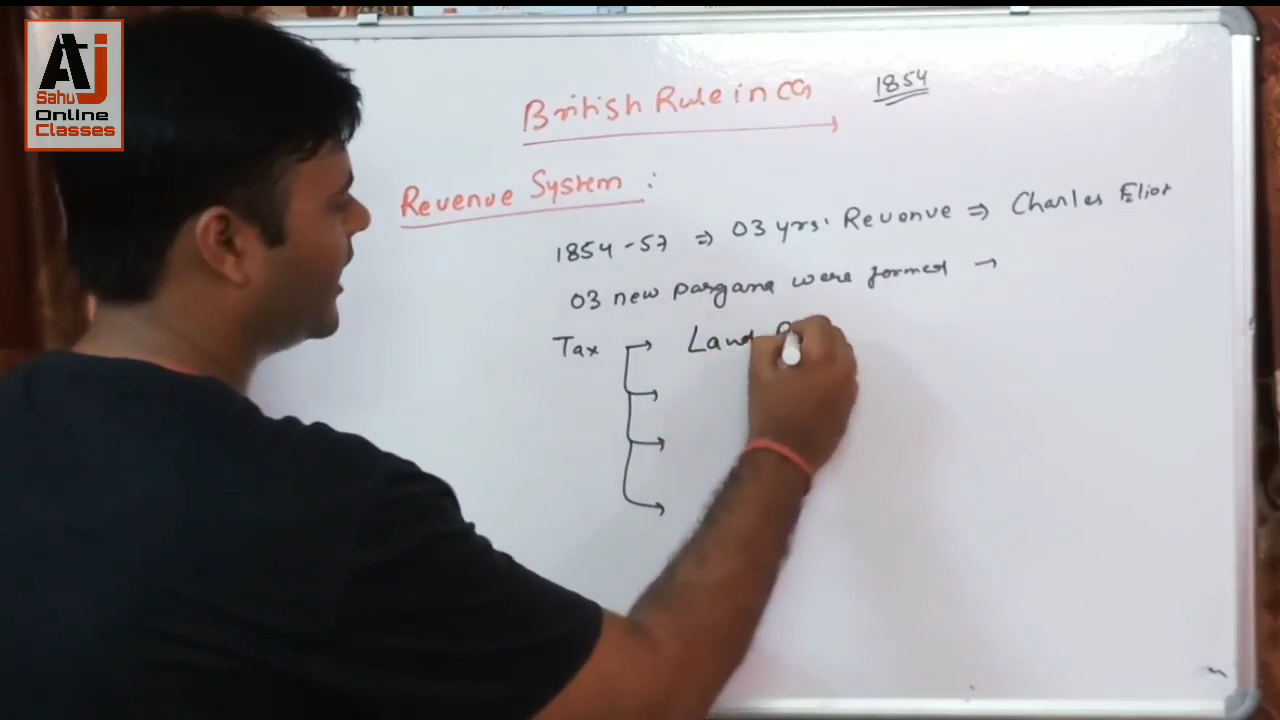 AJ
Sahu
Online
Classes
British Rule in CG 1854
Revenue System :
1854-57 ⇒ 03 yrs. Revenue ⇒ Charles Eliot
03 new pargana were formed →
Tax → Land